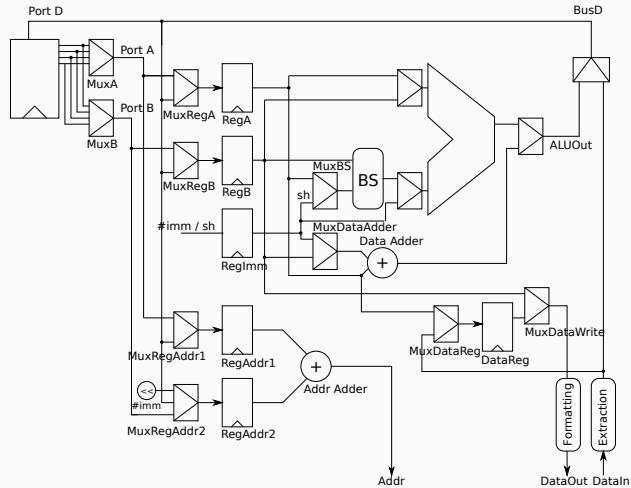 Port D
BusD
Port A
MuxA
MuxRegA
RegA
Port B
MuxB
ALUOut
MuxRegB
RegB
MuxBS
BS
sh
#imm / sh
MuxDataAdder
Data Adder
+
RegImm
MuxDataWrite
MuxDataReg
DataReg
MuxRegAddr1
RegAddr1
+
Addr Adder
<<
#imm
MuxRegAddr2
RegAddr2
Formatting
Extraction
Addr
DataOut
DataIn